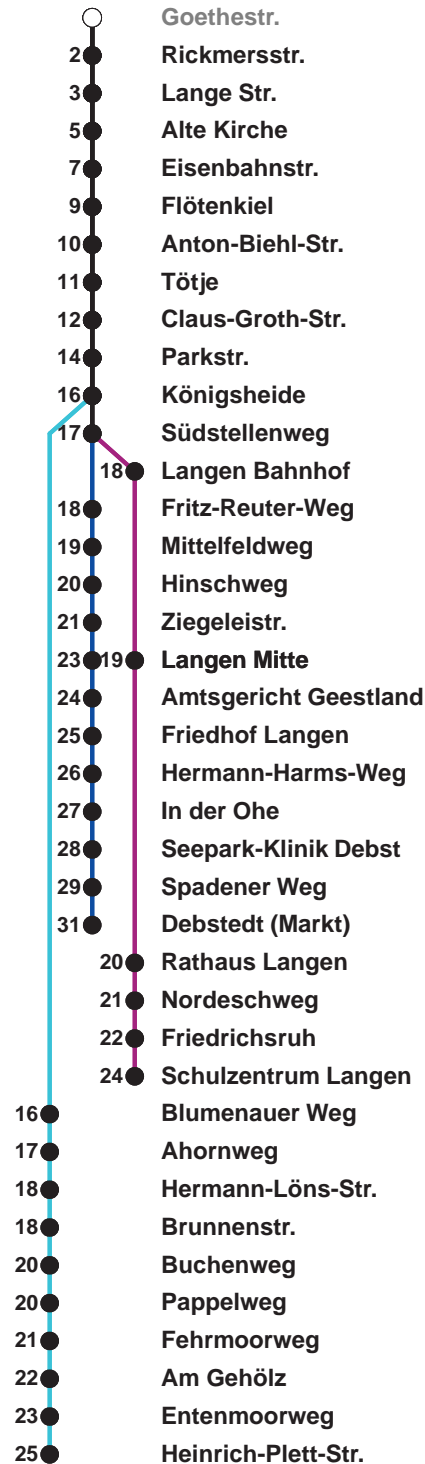 Goethestr.
2 Rickmersstr.
3 Lange Str.
5 Alte Kirche
7 Eisenbahnstr.
9 Flötenkiel
10 Anton-Biehl-Str.
11 Tötje
12 Claus-Groth-Str.
14 Parkstr.
16 Königsheide
17 Südstellenweg
18 Langen Bahnhof
18 Fritz-Reuter-Weg
19 Mittelfeldweg
20 Hinschweg
21 Ziegeleistr.
23 19 Langen Mitte
24 Amtsgericht Geestland
25 Friedhof Langen
26 Hermann-Harms-Weg
27 In der Ohe
28 Seepark-Klinik Debst
29 Spadener Weg
31 Debstedt (Markt)
20 Rathaus Langen
21 Nordeschweg
22 Friedrichsruh
24 Schulzentrum Langen
16 Blumenauer Weg
17 Ahornweg
18 Hermann-Löns-Str.
18 Brunnenstr.
20 Buchenweg
20 Pappelweg
21 Fehrmoorweg
22 Am Gehölz
23 Entenmoorweg
25 Heinrich-Plett-Str.